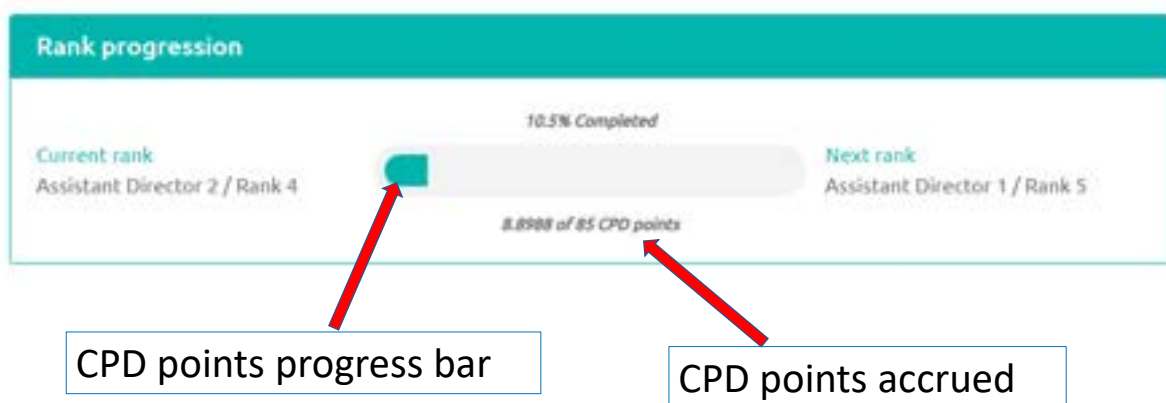 Rank progression
10.5% Completed
Current rank
Assistant Director 2 / Rank 4
Next rank
Assistant Director 1 / Rank 5
8.8988 of 85 CPD points
CPD points progress bar
CPD points accrued